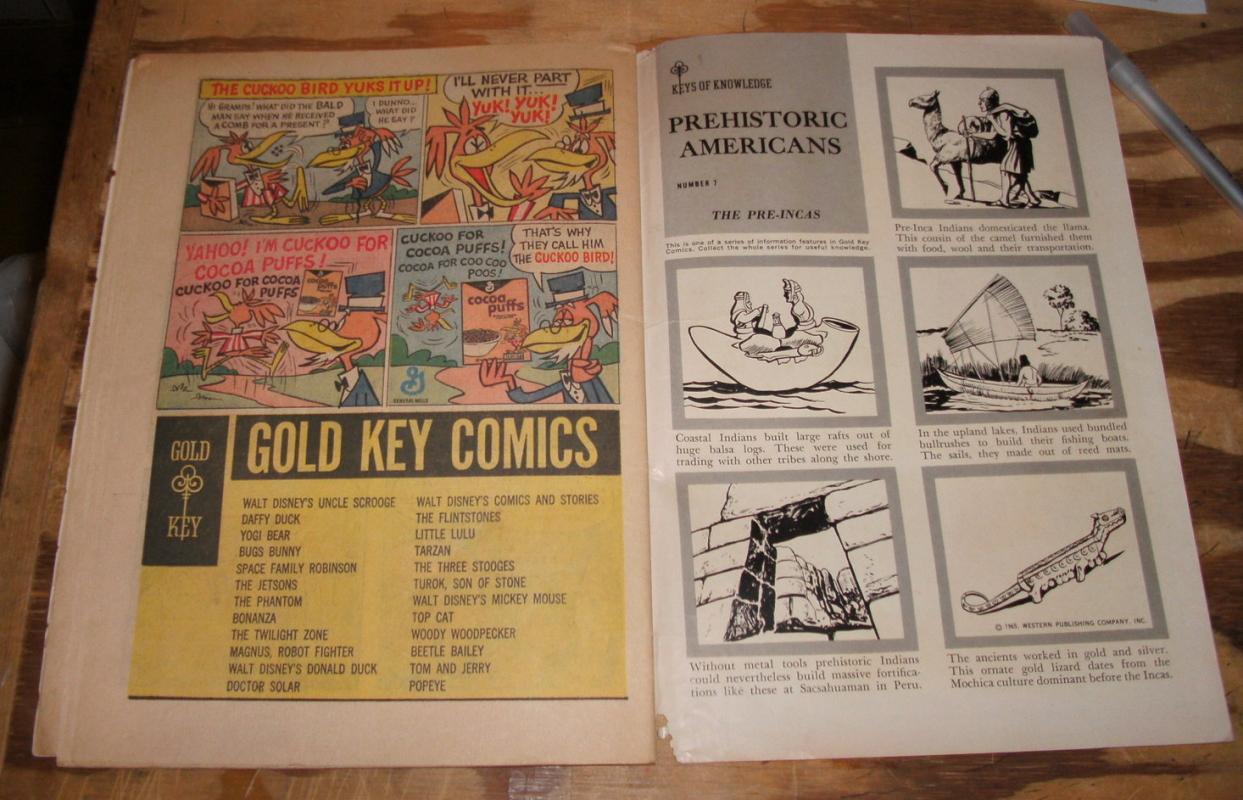 THE CUCKOO BIRD YUKS IT UP!
HI GRAMPS! WHAT DID THE BALD
MAN SAY WHEN HE RECEIVED
A COMB FOR A PRESENT?
I DUNNO...
WHAT DID
HE SAY?
I'LL NEVER PART
WITH IT...
YUK! YUK!
YUK!
YAHOO! I'M CUCKOO FOR
COCOA PUFFS!
CUCKOO FOR COCOA
PUFFS
cocoa
puffs
CUCKOO FOR
COCOA PUFFS!
COCOA FOR COO COO
POOS!
THAT'S WHY
THEY CALL HIM
THE CUCKOO BIRD!
cocoa
puffs
GENERAL MILLS
GOLD
KEY
GOLD KEY COMICS
WALT DISNEY'S UNCLE SCROOGE
DAFFY DUCK
YOGI BEAR
BUGS BUNNY
SPACE FAMILY ROBINSON
THE JETSONS
THE PHANTOM
BONANZA
THE TWILIGHT ZONE
MAGNUS, ROBOT FIGHTER
WALT DISNEY'S DONALD DUCK
DOCTOR SOLAR
WALT DISNEY'S COMICS AND STORIES
THE FLINTSTONES
LITTLE LULU
TARZAN
THE THREE STOOGES
TUROK, SON OF STONE
WALT DISNEY'S MICKEY MOUSE
TOP CAT
WOODY WOODPECKER
BEETLE BAILEY
TOM AND JERRY
POPEYE
KEYS OF KNOWLEDGE
PREHISTORIC
AMERICANS
NUMBER 7
THE PRE-INCAS
This is one of a series of information features in Gold Key
Comics. Collect the whole series for useful knowledge.
Pre-Inca Indians domesticated the llama.
This cousin of the camel furnished them
with food, wool and their transportation.
Coastal Indians built large rafts out of
huge balsa logs. These were used for
trading with other tribes along the shore.
In the upland lakes, Indians used bundled
bullrushes to build their fishing boats.
The sails, they made out of reed mats.
Without metal tools prehistoric Indians
could nevertheless build massive fortifica-
tions like these at Sacsahuaman in Peru.
© 1965, WESTERN PUBLISHING COMPANY, INC.
The ancients worked in gold and silver.
This ornate gold lizard dates from the
Mochica culture dominant before the Incas.